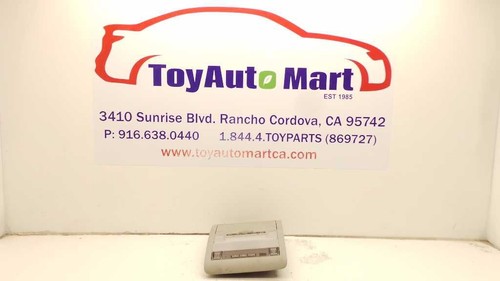 ToyAuto Mart
EST 1985
3410 Sunrise Blvd. Rancho Cordova, CA 95742
P: 916.638.0440 1.844.4.TOYPARTS (869727)
www.toyautomartca.com